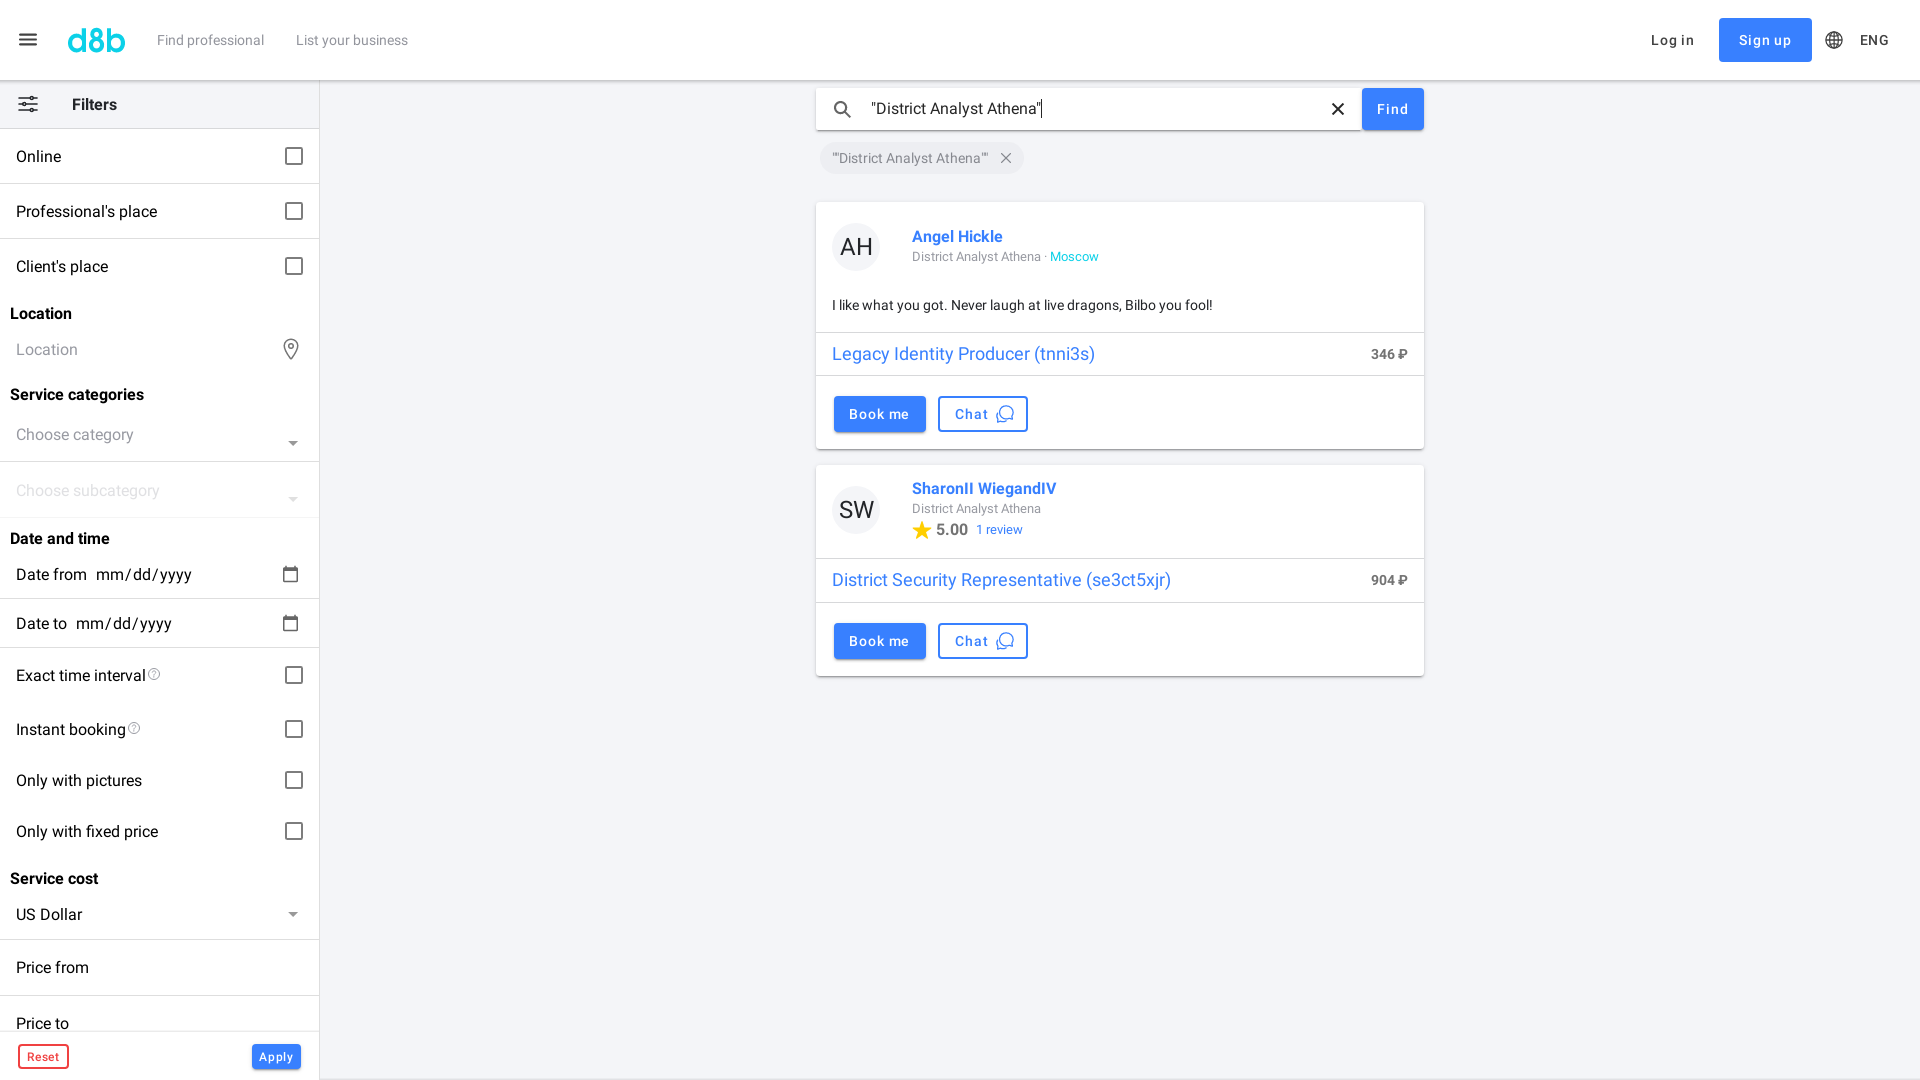 d8b
Find professional
List your business
Log in
Sign up
ENG
Filters
Online
Professional's place
Client's place
Location
Location
Service categories
Choose category
Choose subcategory
Date and time
Date from mm/dd/yyyy
Date to mm/dd/yyyy
Exact time interval
Instant booking
Only with pictures
Only with fixed price
Service cost
US Dollar
Price from
Price to
Reset
Apply
"District Analyst Athena"
Find
""District Analyst Athena""
AH
Angel Hickle
District Analyst Athena · Moscow
I like what you got. Never laugh at live dragons, Bilbo you fool!
Legacy Identity Producer (tnni3s) 346 ₽
Book me
Chat
SW
SharonII WiegandIV
District Analyst Athena
5.00 1 review
District Security Representative (se3ct5xjr) 904 ₽
Book me
Chat